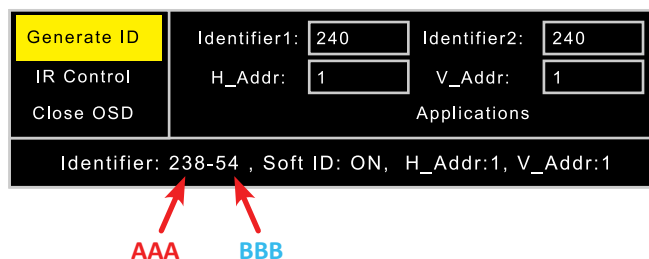 Generate ID Identifier1: 240 Identifier2: 240
IR Control H_Addr: 1 V_Addr: 1
Close OSD Applications
Identifier: 238-54 , Soft ID: ON, H_Addr:1, V_Addr:1
AAA BBB